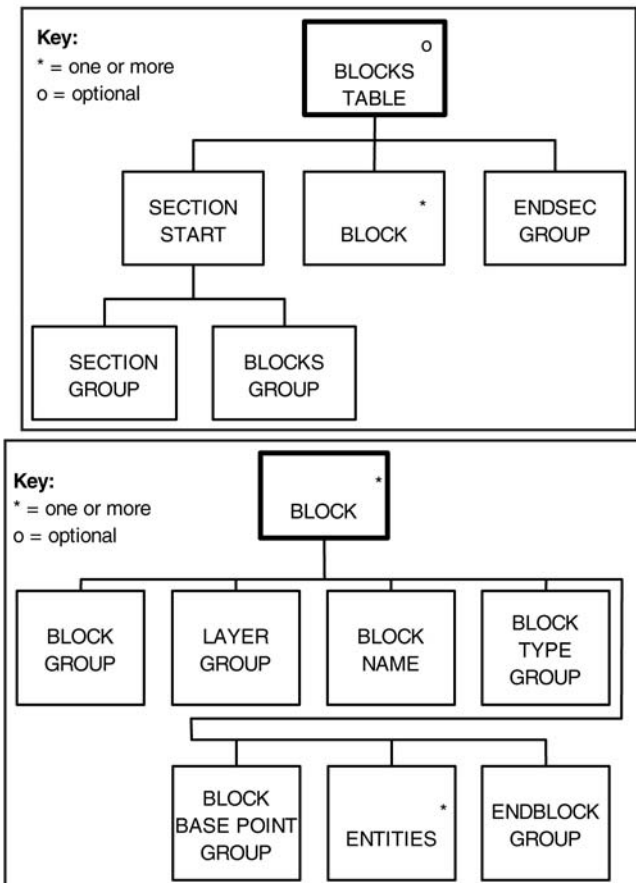 Key:
* = one or more
o = optional
o
BLOCKS
TABLE
SECTION
START
*
BLOCK
ENDSEC
GROUP
SECTION
GROUP
BLOCKS
GROUP
Key:
* = one or more
o = optional
*
BLOCK
BLOCK
GROUP
LAYER
GROUP
BLOCK
NAME
BLOCK
TYPE
GROUP
BLOCK
BASE POINT
GROUP
*
ENTITIES
ENDBLOCK
GROUP